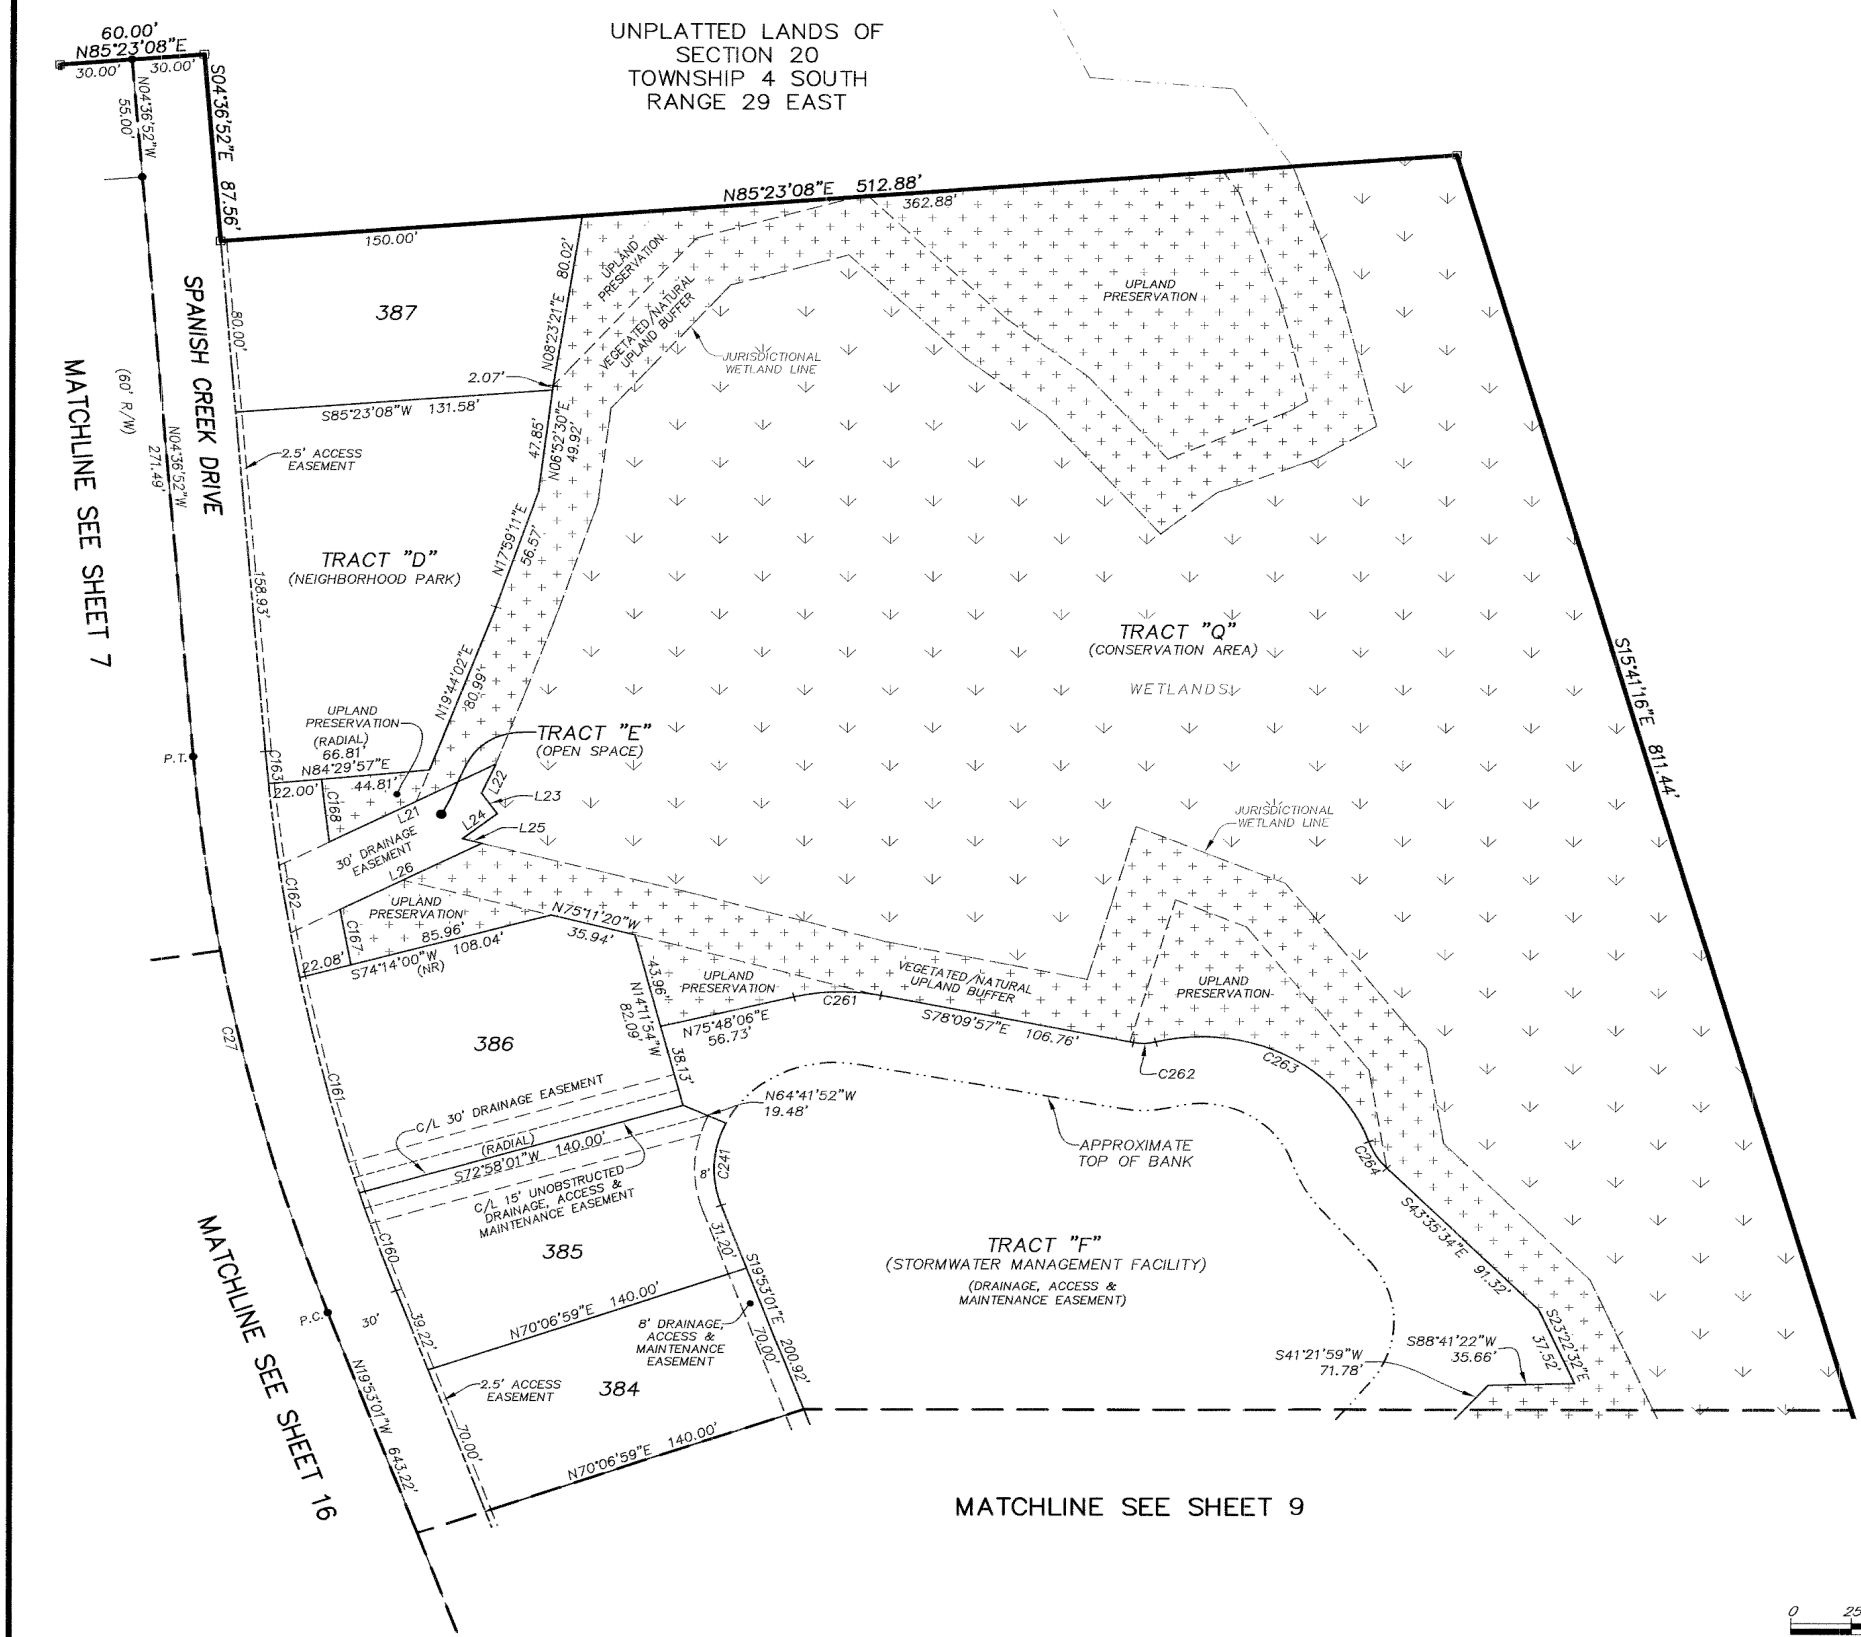 UNPLATTED LANDS OF
SECTION 20
TOWNSHIP 4 SOUTH
RANGE 29 EAST
60.00'
N85°23'08"E
30.00'
30.00'
N04°36'52"W
55.00'
S04°36'52"E 87.56'
N85°23'08"E 512.88'
362.88'
150.00'
387
80.00'
N08°23'21"E 80.02'
UPLAND
PRESERVATION
VEGETATED/NATURAL
UPLAND BUFFER
JURISDICTIONAL
WETLAND LINE
UPLAND
PRESERVATION
SPANISH CREEK DRIVE
(60' R/W)
N04°36'52"W
271.49'
MATCHLINE SEE SHEET 7
2.07'
S85°23'08"W 131.58'
2.5' ACCESS
EASEMENT
47.85'
N06°52'30"E
49.92'
N17°59'11"E
56.57'
TRACT "D"
(NEIGHBORHOOD PARK)
158.93'
N19°44'02"E
80.99'
TRACT "Q"
(CONSERVATION AREA)
WETLANDS
S15°41'16"E 811.44'
UPLAND
PRESERVATION
(RADIAL)
66.81'
N84°29'57"E
22.00'
44.81'
TRACT "E"
(OPEN SPACE)
P.T.
C163
C168
L21
L22
L23
L24
L25
30' DRAINAGE
EASEMENT
L26
C162
JURISDICTIONAL
WETLAND LINE
UPLAND
PRESERVATION
C167
85.96'
22.08'
S74°14'00"W 108.04'
(NR)
N75°11'20"W
35.94'
43.96'
N14°11'54"W
82.09'
38.13'
UPLAND
PRESERVATION
N75°48'06"E
56.73'
C261
VEGETATED/NATURAL
UPLAND BUFFER
S78°09'57"E 106.76'
UPLAND
PRESERVATION
C262
C263
C264
C27
386
C161
C/L 30' DRAINAGE EASEMENT
(RADIAL)
S72°58'01"W 140.00'
C/L 15' UNOBSTRUCTED
DRAINAGE, ACCESS &
MAINTENANCE EASEMENT
N64°41'52"W
19.48'
8'
C241
APPROXIMATE
TOP OF BANK
31.20'
385
C160
TRACT "F"
(STORMWATER MANAGEMENT FACILITY)
(DRAINAGE, ACCESS &
MAINTENANCE EASEMENT)
S43°35'34"E 91.32'
S23°22'32"E
37.52'
S88°41'22"W
35.66'
S41°21'59"W
71.78'
P.C.
30'
39.22'
N70°06'59"E 140.00'
8' DRAINAGE,
ACCESS &
MAINTENANCE
EASEMENT
S19°53'01"E 200.92'
70.00'
MATCHLINE SEE SHEET 16
N19°53'01"W 643.22'
2.5' ACCESS
EASEMENT
384
70.00'
N70°06'59"E 140.00'
MATCHLINE SEE SHEET 9
0 25